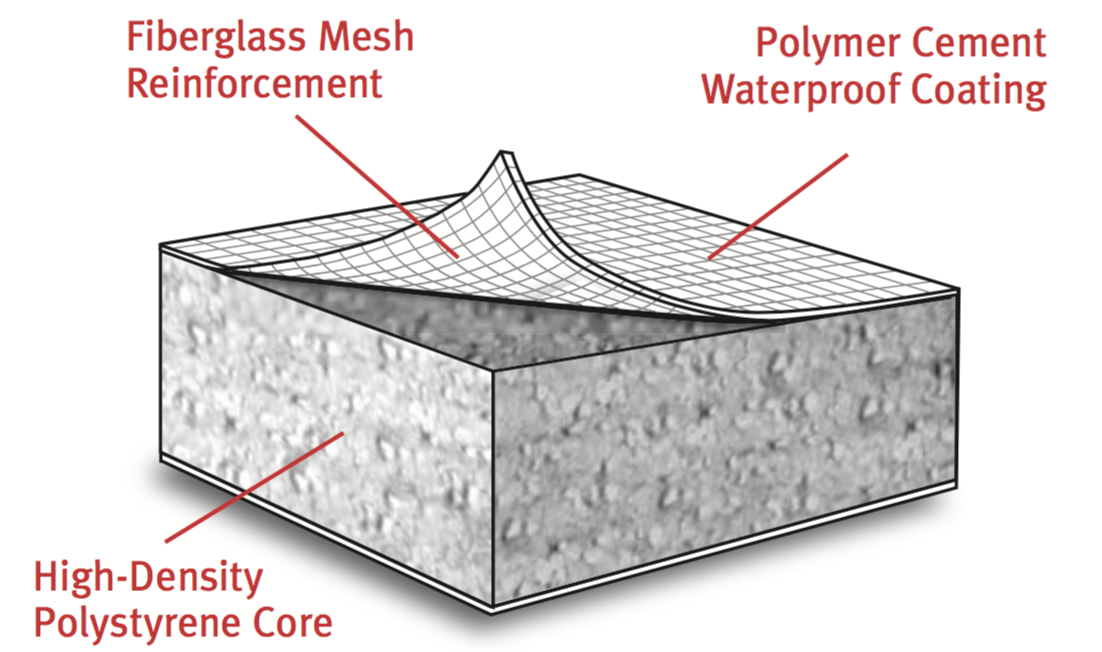 Fiberglass Mesh
Reinforcement
Polymer Cement
Waterproof Coating
High-Density
Polystyrene Core